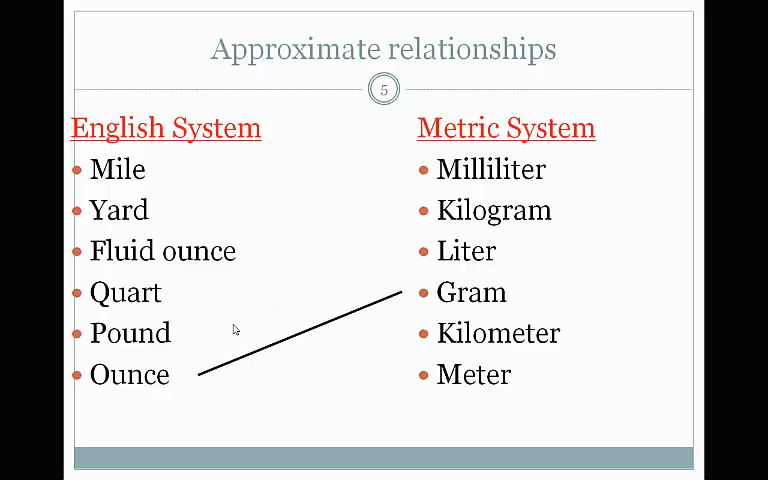 Approximate relationships
5
English System
Mile
Yard
Fluid ounce
Quart
Pound
Ounce
Metric System
Milliliter
Kilogram
Liter
Gram
Kilometer
Meter